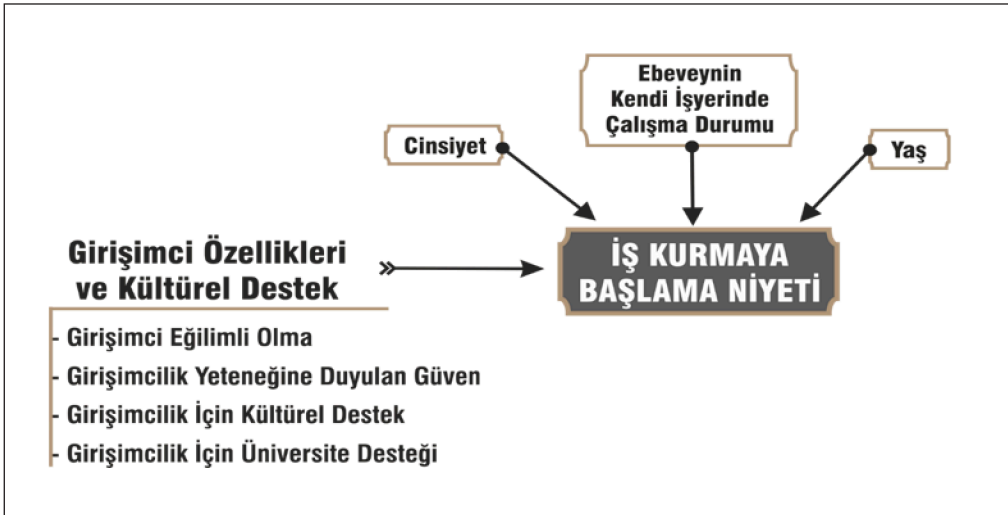 Ebeveynin
Kendi İşyerinde
Çalışma Durumu
Cinsiyet
Yaş
Girişimci Özellikleri
ve Kültürel Destek
İŞ KURMAYA
BAŞLAMA NİYETİ
- Girişimci Eğilimli Olma
- Girişimcilik Yeteneğine Duyulan Güven
- Girişimcilik İçin Kültürel Destek
- Girişimcilik İçin Üniversite Desteği